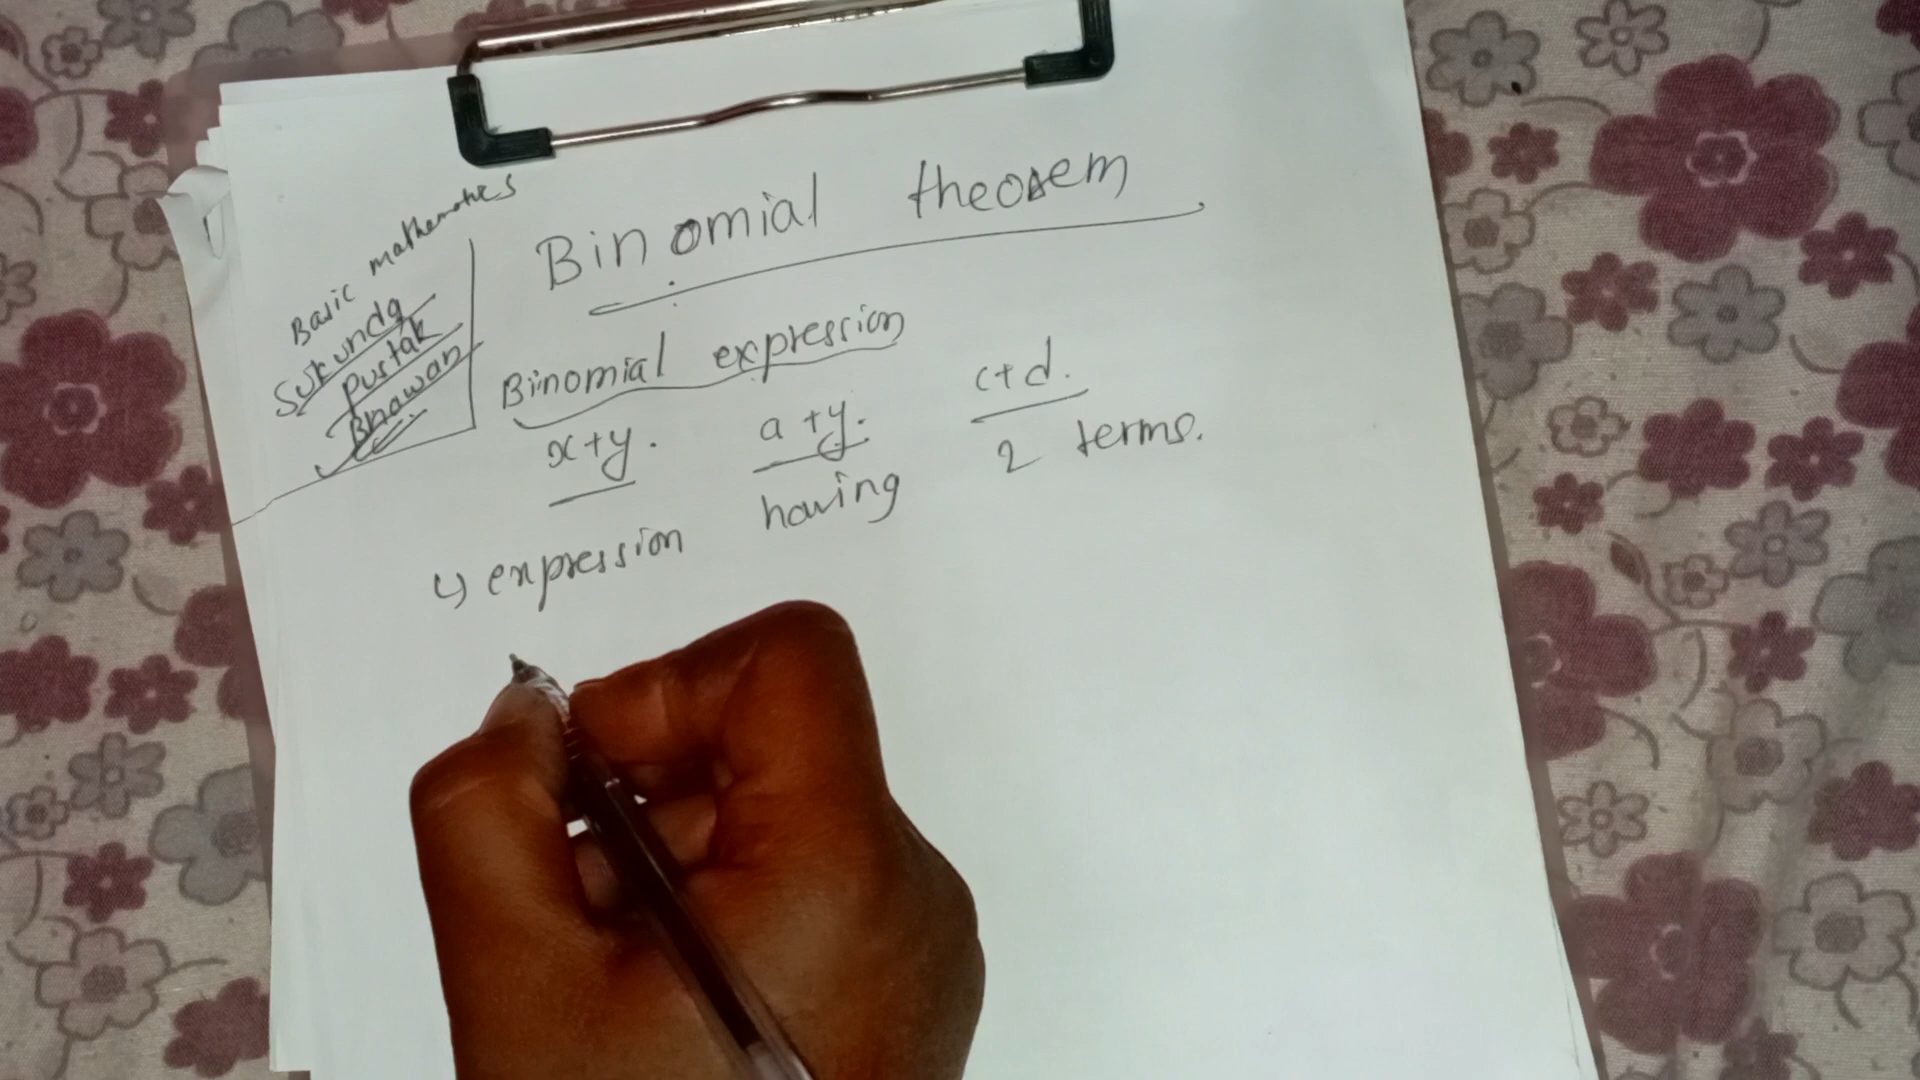 Basic mathematics
Sukunda
pustak
Bhawan
Binomial theorem
Binomial expression
x+y. a+y. c+d.
↳ expression having 2 terms.